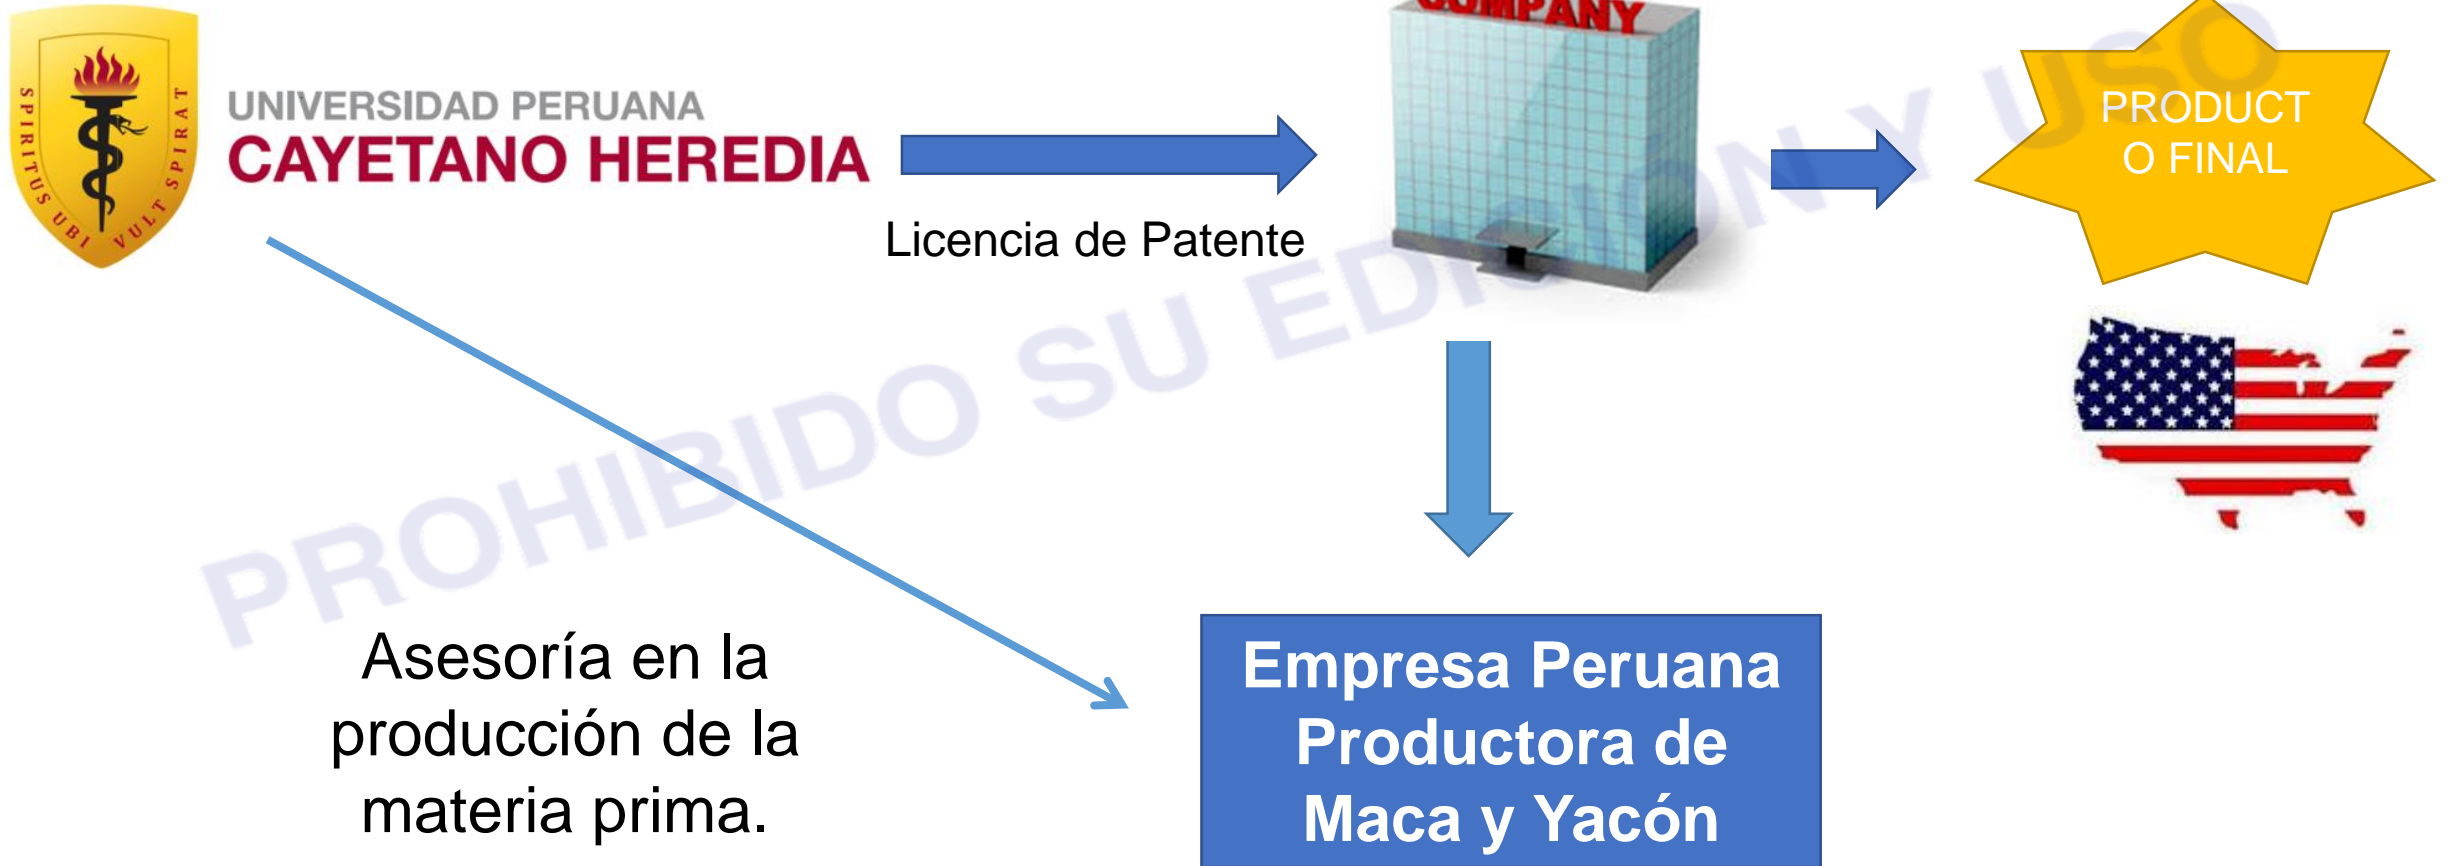 COMPANY
SPIRITUS UBI VULT SPIRAT
UNIVERSIDAD PERUANA
CAYETANO HEREDIA
Licencia de Patente
PRODUCT
O FINAL
PROHIBIDO SU EDICION Y USO
Asesoría en la
producción de la
materia prima.
Empresa Peruana
Productora de
Maca y Yacón